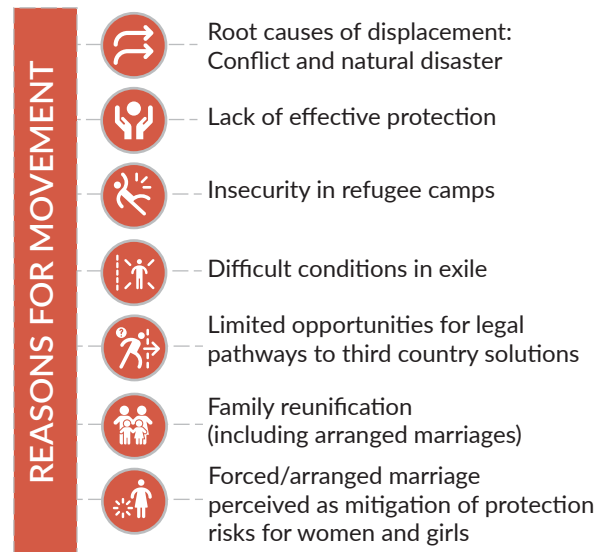 REASONS FOR MOVEMENT
Root causes of displacement:
Conflict and natural disaster
Lack of effective protection
Insecurity in refugee camps
Difficult conditions in exile
?
Limited opportunities for legal
pathways to third country solutions
Family reunification
(including arranged marriages)
Forced/arranged marriage
perceived as mitigation of protection
risks for women and girls